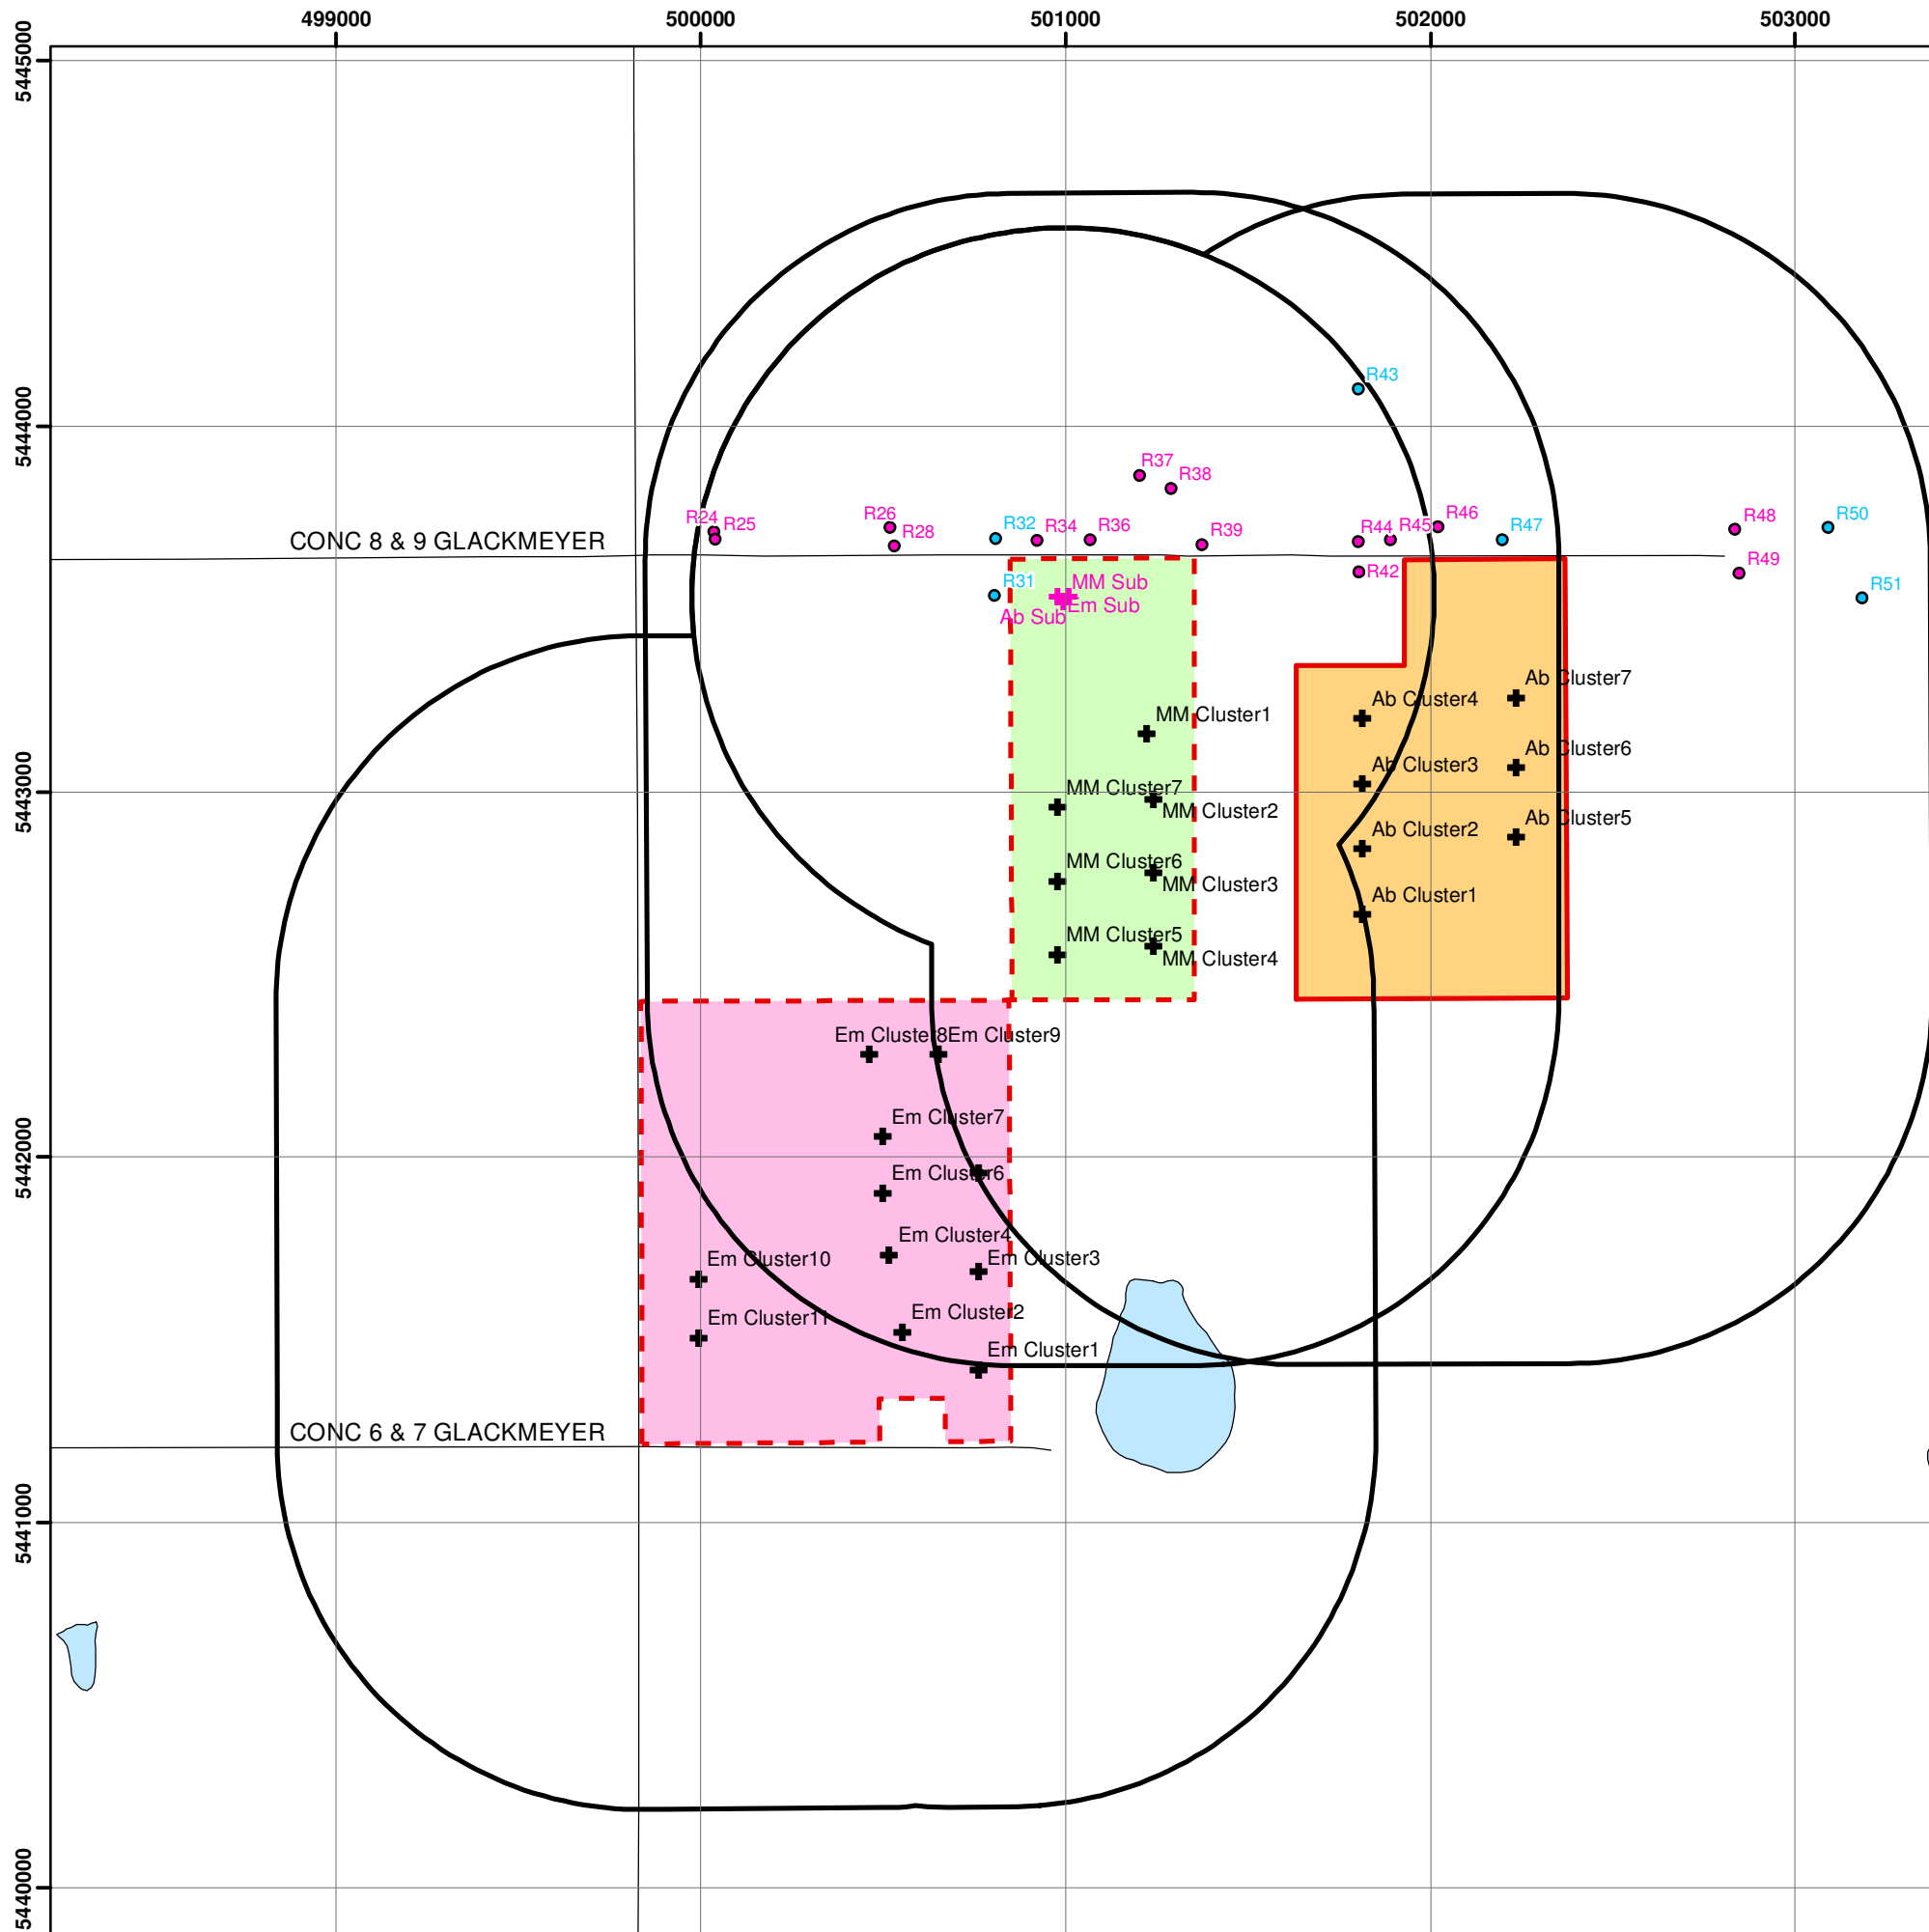 499000
500000
501000
502000
503000
5445000
R43
5444000
R37
R38
R24
R25
R26
R28
R32
R34
R36
R39
R44
R45
R46
R47
R48
R50
CONC 8 & 9 GLACKMEYER
R42
R49
R31
MM Sub
Em Sub
Ab Sub
R51
Ab Cluster7
Ab Cluster4
MM Cluster1
Ab Cluster6
Ab Cluster3
5443000
MM Cluster7
MM Cluster2
Ab Cluster5
Ab Cluster2
MM Cluster6
MM Cluster3
Ab Cluster1
MM Cluster5
MM Cluster4
Em Cluster8
Em Cluster9
Em Cluster7
5442000
Em Cluster6
Em Cluster4
Em Cluster3
Em Cluster10
Em Cluster11
Em Cluster2
Em Cluster1
CONC 6 & 7 GLACKMEYER
5441000
5440000